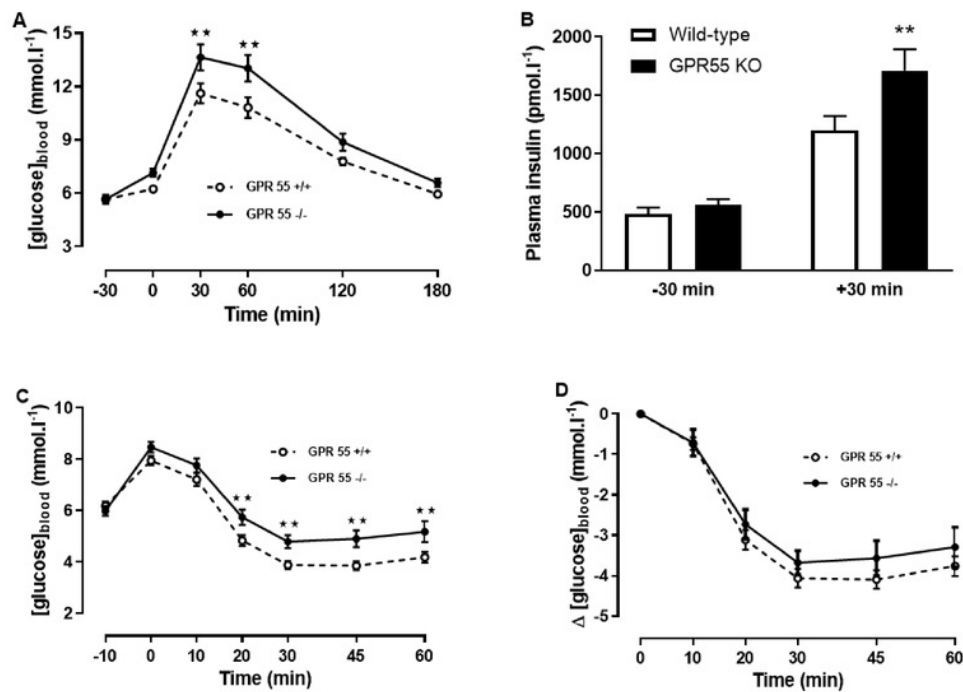 A
[glucose]blood (mmol.l-1)
15
12
9
6
3
★★
★★
GPR 55 +/+
GPR 55 -/-
-30 0 30 60 120 180
Time (min)
B
Plasma insulin (pmol.l-1)
2000
1500
1000
500
0
Wild-type
GPR55 KO
**
-30 min +30 min
C
[glucose]blood (mmol.l-1)
10
8
6
4
2
GPR 55 +/+
GPR 55 -/-
★★
★★
★★
★★
-10 0 10 20 30 45 60
Time (min)
D
Δ [glucose]blood (mmol.l-1)
0
-1
-2
-3
-4
-5
GPR 55 +/+
GPR 55 -/-
0 10 20 30 45 60
Time (min)